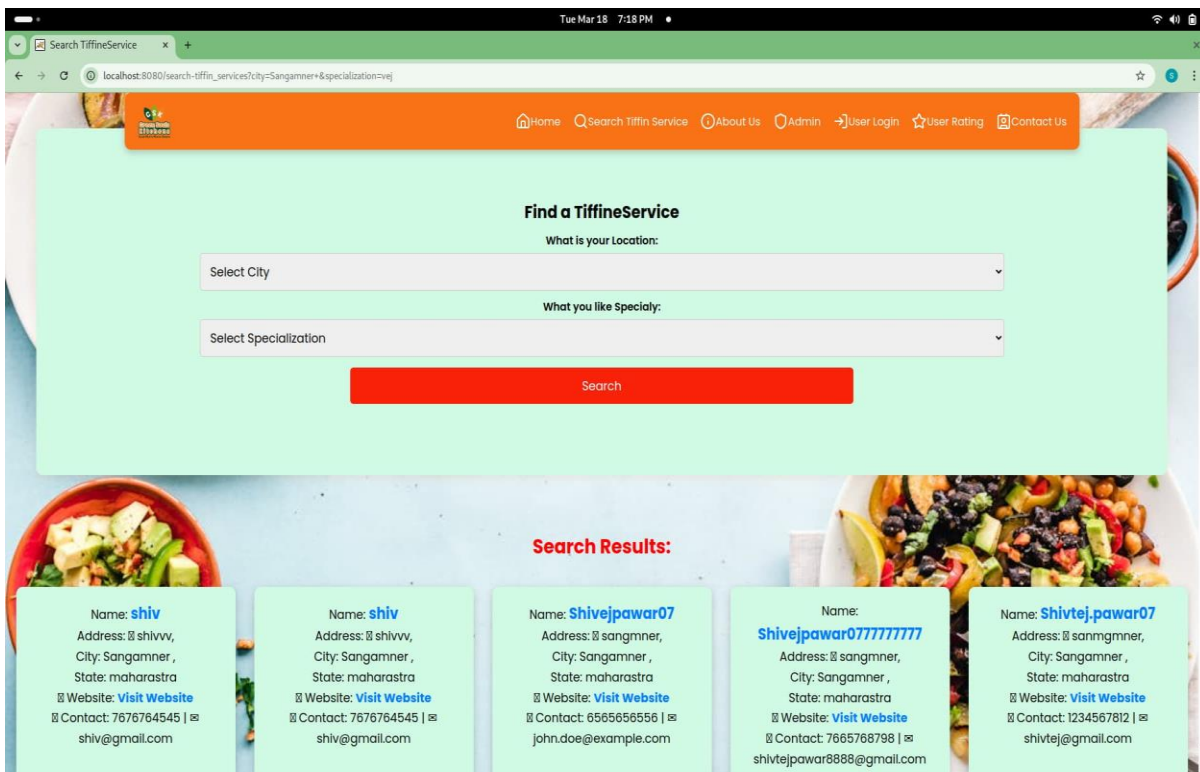 Tue Mar 18 7:18 PM
Search TiffineService
localhost:8080/search-tiffin_services?city=Sangamner+&specialization=vej
S
Home Search Tiffin Service About Us Admin User Login User Rating Contact Us
Find a TiffineService
What is your Location:
Select City
What you like Specialy:
Select Specialization
Search
Search Results:
Name: shiv
Address: shivvv,
City: Sangamner ,
State: maharastra
Website: Visit Website
Contact: 7676764545 | ✉
shiv@gmail.com
Name: shiv
Address: shivvv,
City: Sangamner ,
State: maharastra
Website: Visit Website
Contact: 7676764545 | ✉
shiv@gmail.com
Name: Shivejpawar07
Address: sangmner,
City: Sangamner ,
State: maharastra
Website: Visit Website
Contact: 6565656556 | ✉
john.doe@example.com
Name:
Shivejpawar0777777777
Address: sangmner,
City: Sangamner ,
State: maharastra
Website: Visit Website
Contact: 7665768798 | ✉
shivtejpawar8888@gmail.com
Name: Shivtej.pawar07
Address: sanmgmner,
City: Sangamner ,
State: maharastra
Website: Visit Website
Contact: 1234567812 | ✉
shivtej@gmail.com